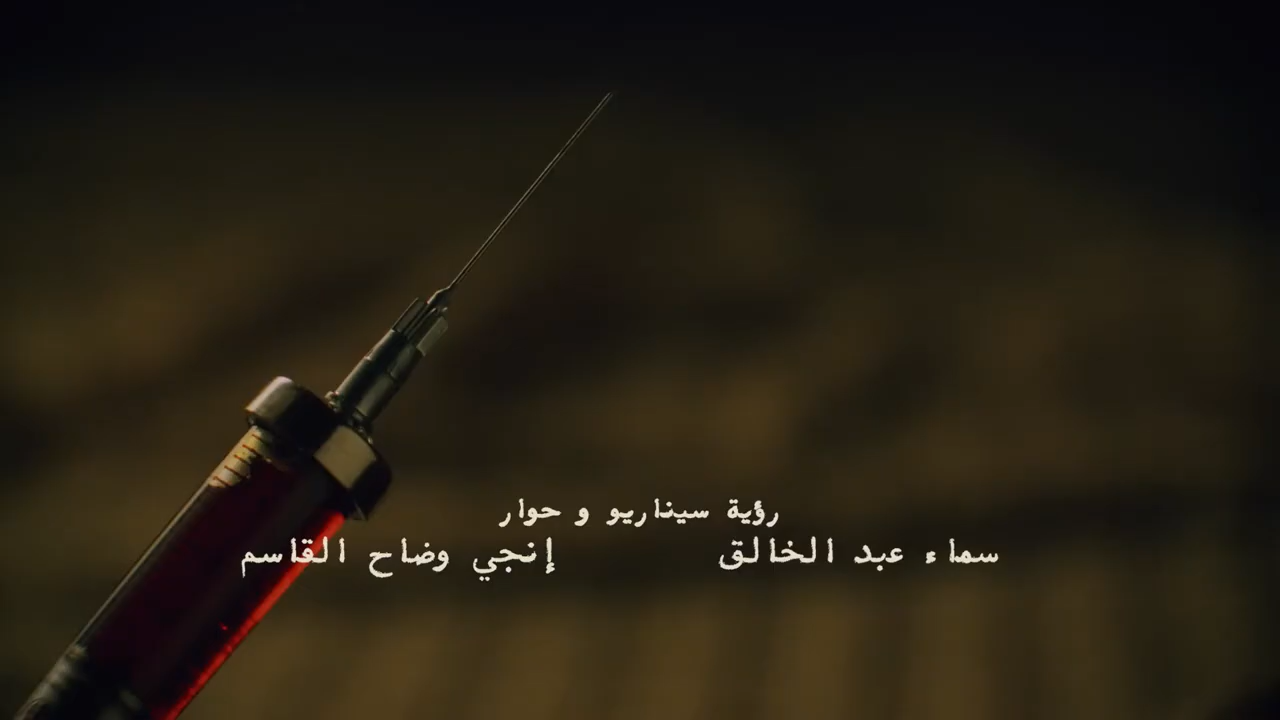 رؤية سيناريو و حوار
سماء عبد الخالق إنجي وضاح القاسم